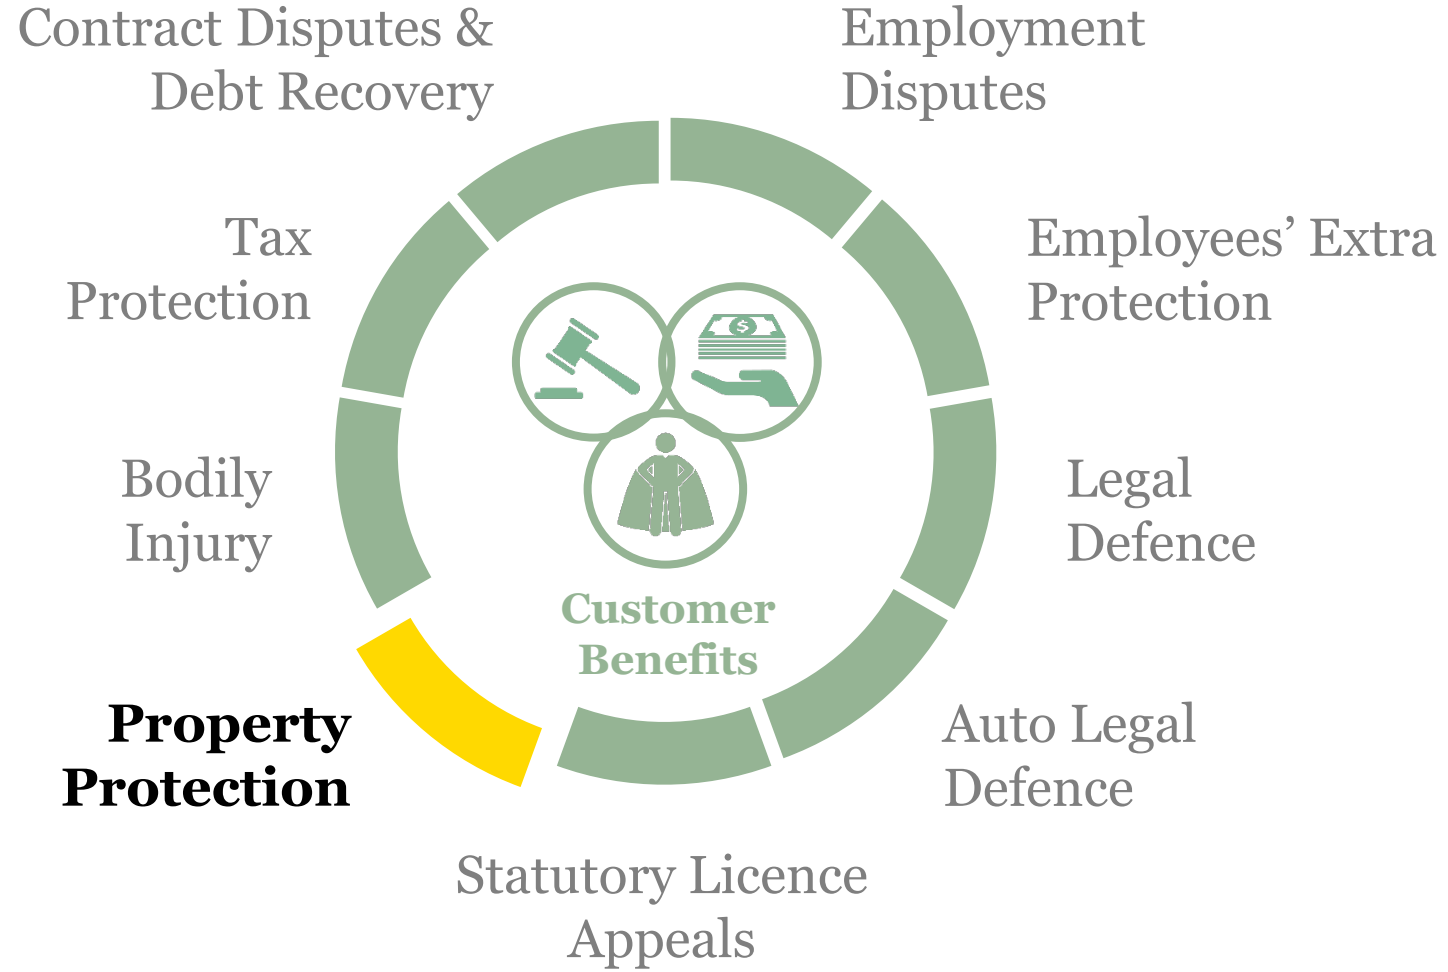 Contract Disputes &
Debt Recovery
Employment
Disputes
Tax
Protection
Employees’ Extra
Protection
Bodily
Injury
Legal
Defence
Customer
Benefits
Property
Protection
Auto Legal
Defence
Statutory Licence
Appeals